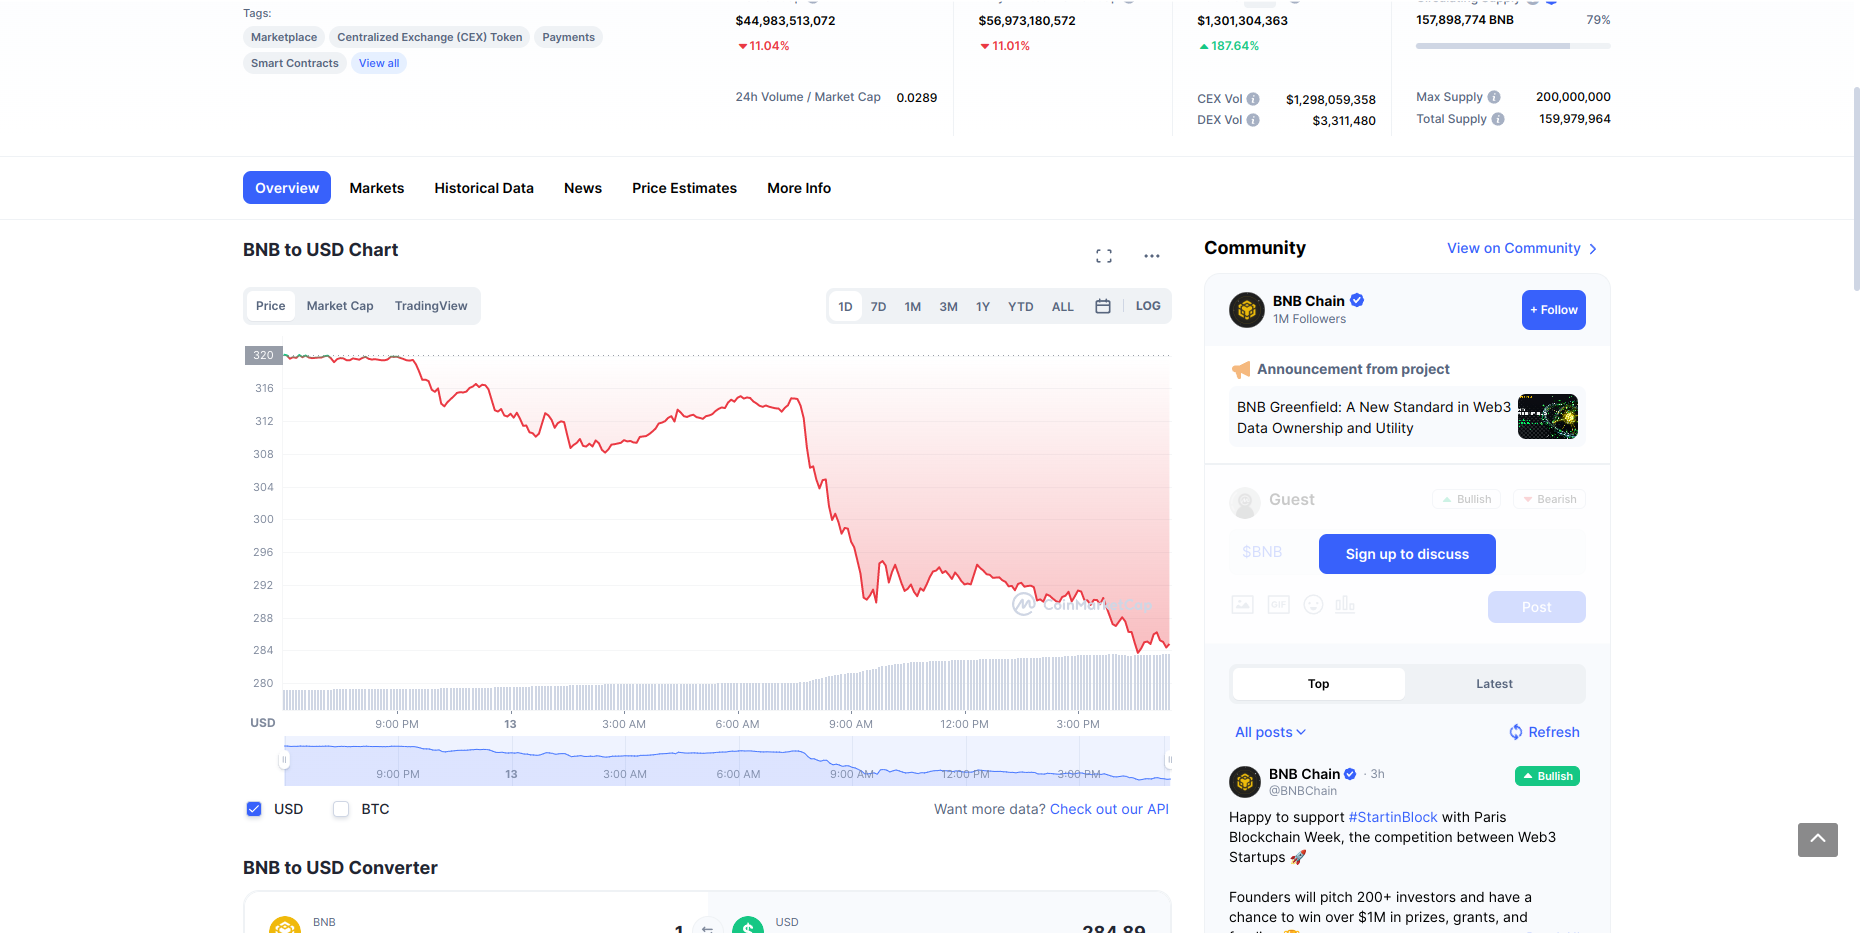 Tags:
Marketplace
Centralized Exchange (CEX) Token
Payments
Smart Contracts
View all
$44,983,513,072
11.04%
24h Volume / Market Cap 0.0289
$56,973,180,572
11.01%
$1,301,304,363
187.64%
CEX Vol $1,298,059,358
DEX Vol $3,311,480
157,898,774 BNB 79%
Max Supply 200,000,000
Total Supply 159,979,964
Overview Markets Historical Data News Price Estimates More Info
BNB to USD Chart
Price Market Cap TradingView
1D 7D 1M 3M 1Y YTD ALL LOG
320
316
312
308
304
300
296
292
288
284
280
USD
CoinMarketCap
9:00 PM 13 3:00 AM 6:00 AM 9:00 AM 12:00 PM 3:00 PM
9:00 PM 13 3:00 AM 6:00 AM 9:00 AM 12:00 PM 3:00 PM
USD BTC
Want more data? Check out our API
BNB to USD Converter
BNB 1
USD 284.89
Community
View on Community
BNB Chain
1M Followers
+ Follow
Announcement from project
BNB Greenfield: A New Standard in Web3
Data Ownership and Utility
Guest
Bullish Bearish
$BNB
Sign up to discuss
GIF
Post
Top Latest
All posts Refresh
BNB Chain · 3h
@BNBChain
Bullish
Happy to support #StartinBlock with Paris
Blockchain Week, the competition between Web3
Startups 🚀
Founders will pitch 200+ investors and have a
chance to win over $1M in prizes, grants, and